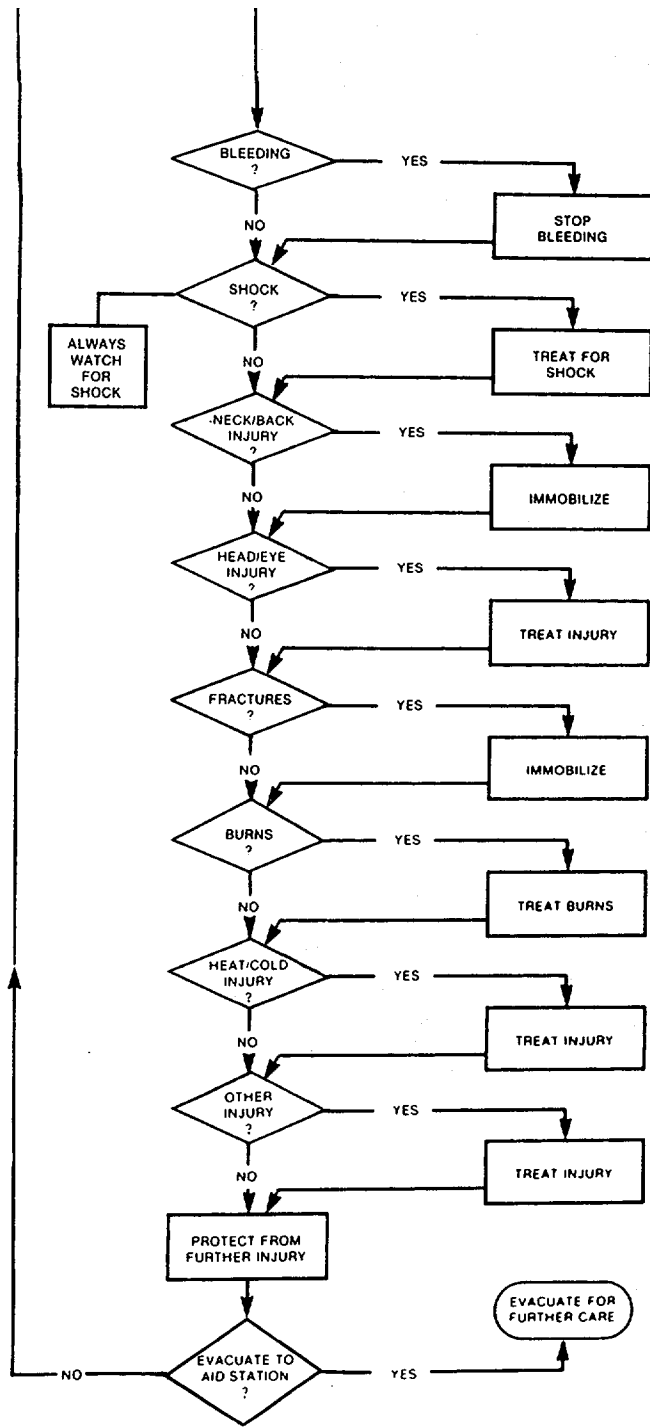 BLEEDING
?
YES
STOP
BLEEDING
NO
SHOCK
?
YES
ALWAYS
WATCH
FOR
SHOCK
TREAT FOR
SHOCK
NO
NECK/BACK
INJURY
?
YES
IMMOBILIZE
NO
HEAD/EYE
INJURY
?
YES
TREAT INJURY
NO
FRACTURES
?
YES
IMMOBILIZE
NO
BURNS
?
YES
TREAT BURNS
NO
HEAT/COLD
INJURY
?
YES
TREAT INJURY
NO
OTHER
INJURY
?
YES
TREAT INJURY
NO
PROTECT FROM
FURTHER INJURY
EVACUATE FOR
FURTHER CARE
EVACUATE TO
AID STATION
?
NO
YES